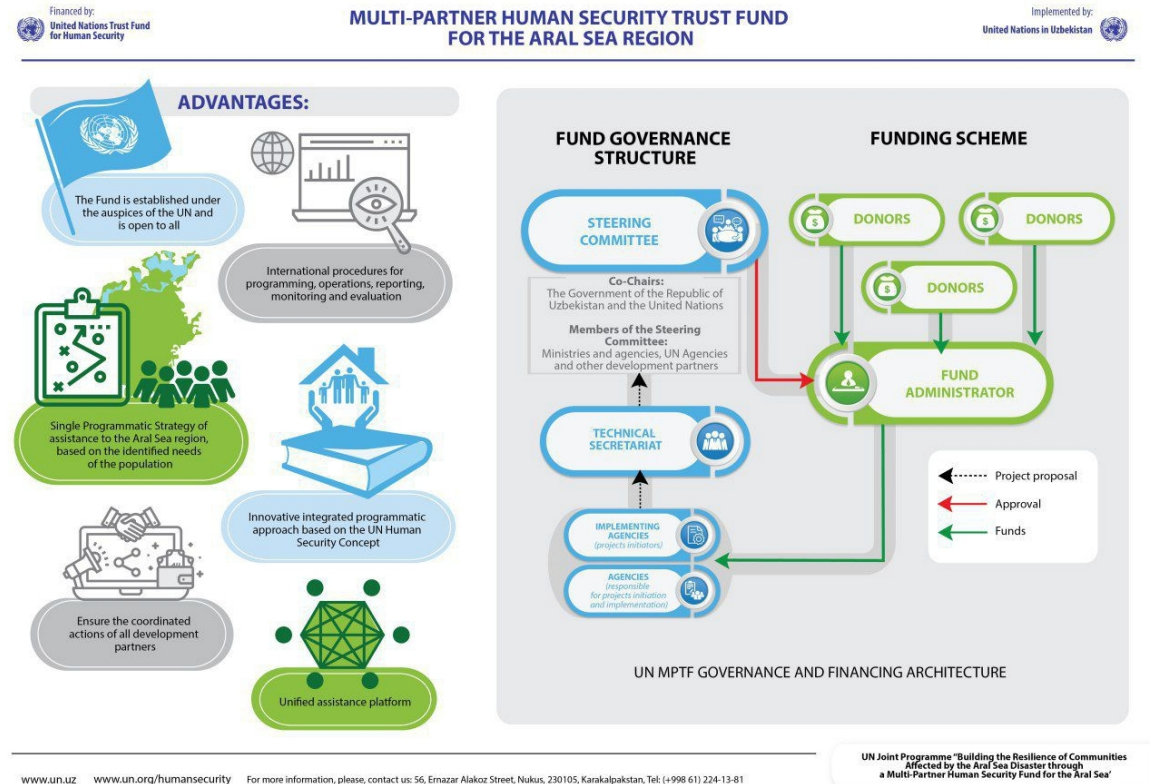 Financed by:
United Nations Trust Fund
for Human Security
MULTI-PARTNER HUMAN SECURITY TRUST FUND
FOR THE ARAL SEA REGION
Implemented by:
United Nations in Uzbekistan
ADVANTAGES:
The Fund is established under
the auspices of the UN and
is open to all
International procedures for
programming, operations, reporting,
monitoring and evaluation
Single Programmatic Strategy of
assistance to the Aral Sea region,
based on the identified needs
of the population
Innovative integrated programmatic
approach based on the UN Human
Security Concept
Ensure the coordinated
actions of all development
partners
Unified assistance platform
FUND GOVERNANCE
STRUCTURE
STEERING
COMMITTEE
Co-Chairs:
The Government of the Republic of
Uzbekistan and the United Nations
Members of the Steering
Committee:
Ministries and agencies, UN Agencies
and other development partners
TECHNICAL
SECRETARIAT
IMPLEMENTING
AGENCIES
(projects initiators)
AGENCIES
(responsible
for projects initiation
and implementation)
FUNDING SCHEME
DONORS
DONORS
DONORS
FUND
ADMINISTRATOR
Project proposal
Approval
Funds
UN MPTF GOVERNANCE AND FINANCING ARCHITECTURE
www.un.uz www.un.org/humansecurity For more information, please, contact us: 56, Ernazar Alakoz Street, Nukus, 230105, Karakalpakstan, Tel: (+998 61) 224-13-81
UN Joint Programme "Building the Resilience of Communities
Affected by the Aral Sea Disaster through
a Multi-Partner Human Security Fund for the Aral Sea'